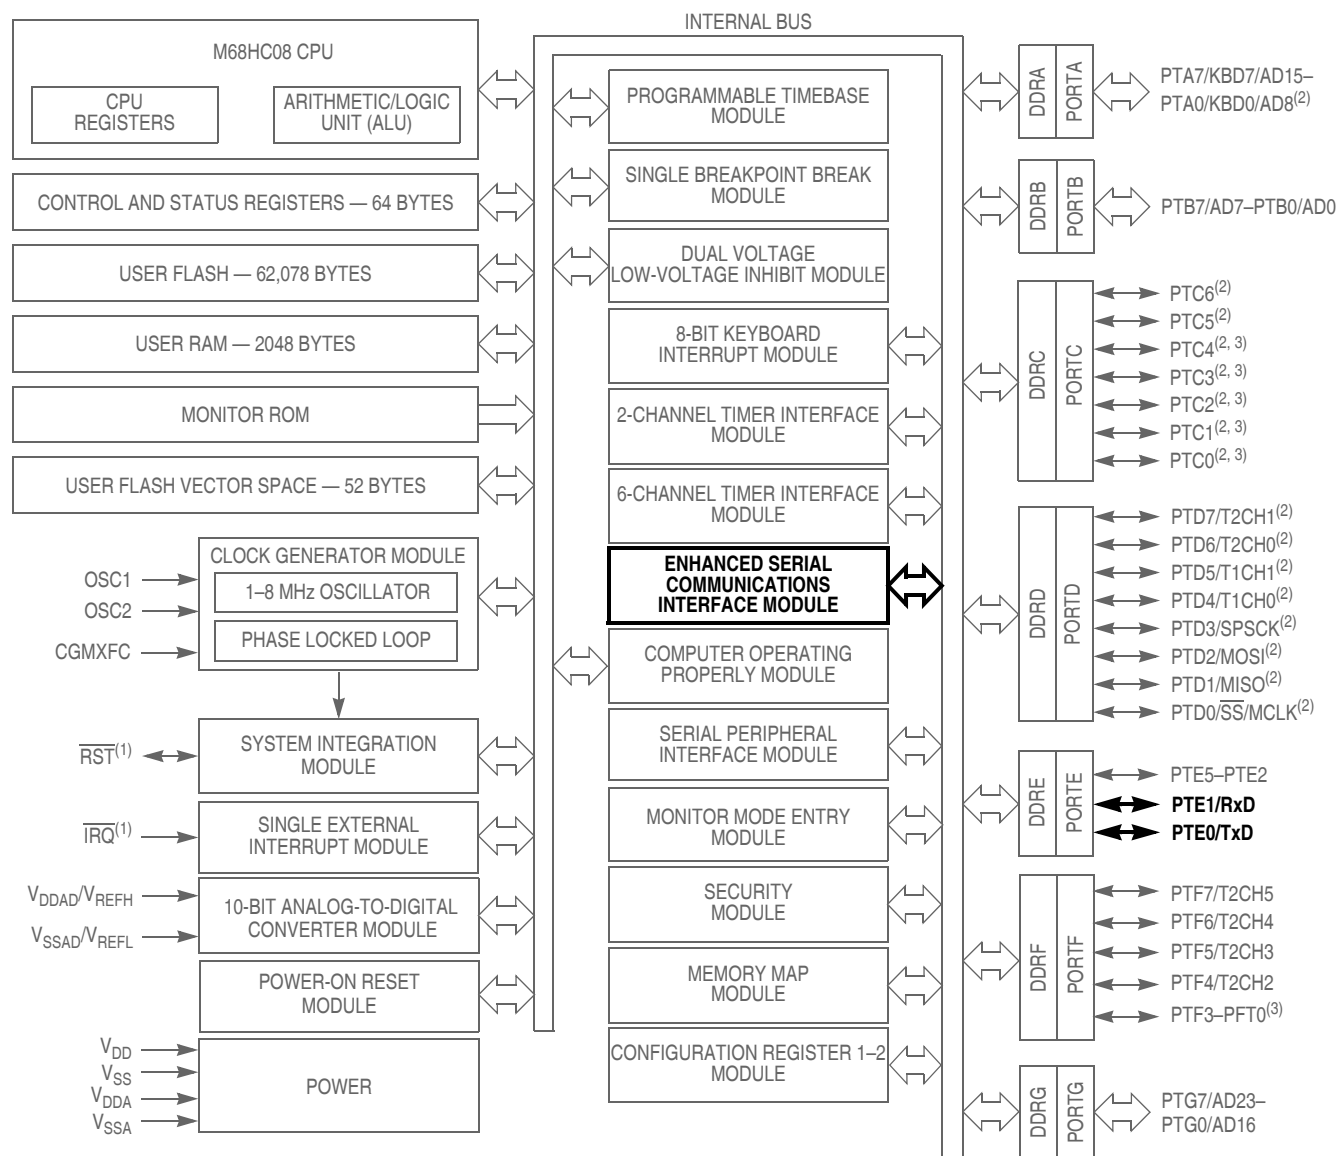 INTERNAL BUS
M68HC08 CPU
CPU
REGISTERS
ARITHMETIC/LOGIC
UNIT (ALU)
CONTROL AND STATUS REGISTERS — 64 BYTES
USER FLASH — 62,078 BYTES
USER RAM — 2048 BYTES
MONITOR ROM
USER FLASH VECTOR SPACE — 52 BYTES
CLOCK GENERATOR MODULE
1–8 MHz OSCILLATOR
PHASE LOCKED LOOP
OSC1
OSC2
CGMXFC
SYSTEM INTEGRATION
MODULE
RST(1)
SINGLE EXTERNAL
INTERRUPT MODULE
IRQ(1)
10-BIT ANALOG-TO-DIGITAL
CONVERTER MODULE
VDDAD/VREFH
VSSAD/VREFL
POWER-ON RESET
MODULE
POWER
VDD
VSS
VDDA
VSSA
PROGRAMMABLE TIMEBASE
MODULE
SINGLE BREAKPOINT BREAK
MODULE
DUAL VOLTAGE
LOW-VOLTAGE INHIBIT MODULE
8-BIT KEYBOARD
INTERRUPT MODULE
2-CHANNEL TIMER INTERFACE
MODULE
6-CHANNEL TIMER INTERFACE
MODULE
ENHANCED SERIAL
COMMUNICATIONS
INTERFACE MODULE
COMPUTER OPERATING
PROPERLY MODULE
SERIAL PERIPHERAL
INTERFACE MODULE
MONITOR MODE ENTRY
MODULE
SECURITY
MODULE
MEMORY MAP
MODULE
CONFIGURATION REGISTER 1–2
MODULE
DDRA
PORTA
PTA7/KBD7/AD15–
PTA0/KBD0/AD8(2)
DDRB
PORTB
PTB7/AD7–PTB0/AD0
DDRC
PORTC
PTC6(2)
PTC5(2)
PTC4(2, 3)
PTC3(2, 3)
PTC2(2, 3)
PTC1(2, 3)
PTC0(2, 3)
DDRD
PORTD
PTD7/T2CH1(2)
PTD6/T2CH0(2)
PTD5/T1CH1(2)
PTD4/T1CH0(2)
PTD3/SPSCK(2)
PTD2/MOSI(2)
PTD1/MISO(2)
PTD0/SS/MCLK(2)
DDRE
PORTE
PTE5–PTE2
PTE1/RxD
PTE0/TxD
DDRF
PORTF
PTF7/T2CH5
PTF6/T2CH4
PTF5/T2CH3
PTF4/T2CH2
PTF3–PFT0(3)
DDRG
PORTG
PTG7/AD23–
PTG0/AD16